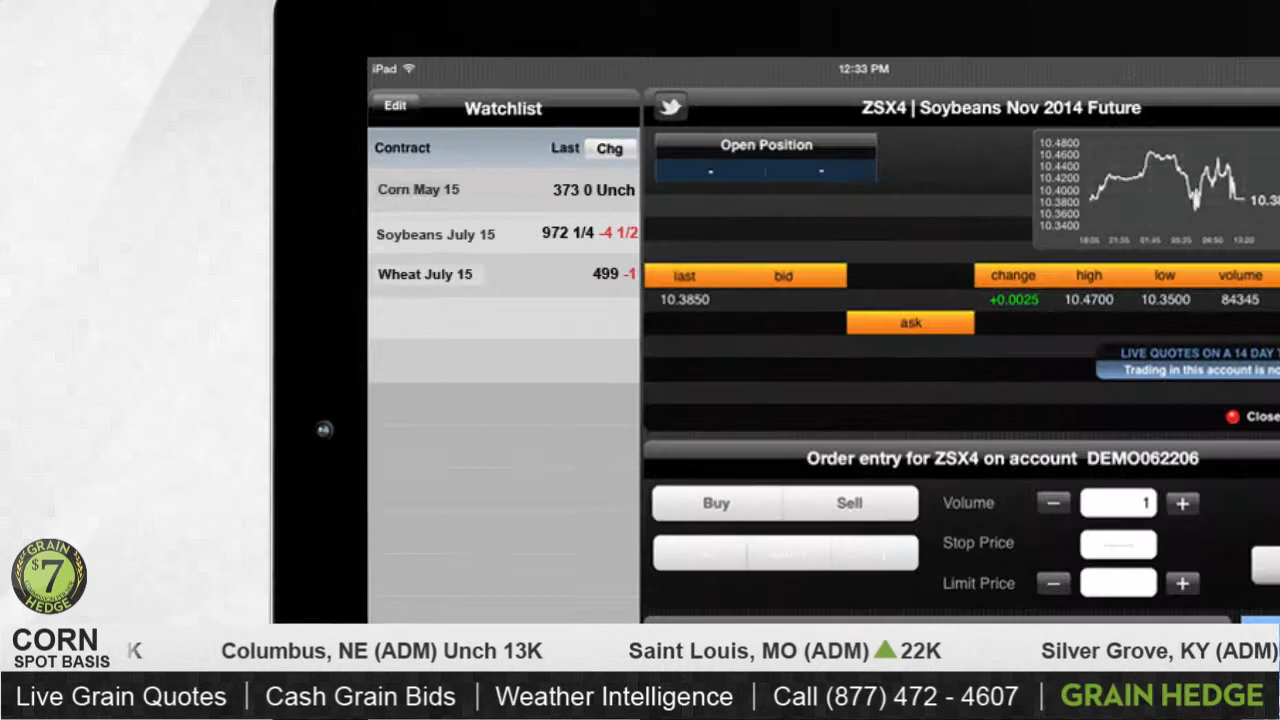 iPad
12:33 PM
Edit
Watchlist
ZSX4 | Soybeans Nov 2014 Future
Contract Last Chg
Open Position
- -
Corn May 15 373 0 Unch
Soybeans July 15 972 1/4 -4 1/2
Wheat July 15 499 -1
10.4800
10.4600
10.4400
10.4200
10.4000
10.3800
10.3600
10.3400
10.38
last bid change high low volume
10.3850 +0.0025 10.4700 10.3500 84345
ask
LIVE QUOTES ON A 14 DAY
Trading in this account is no
Close
Order entry for ZSX4 on account DEMO062206
Buy Sell
Volume 1
Stop Price
Limit Price
GRAIN
$7
HEDGE
CORN
SPOT BASIS
K Columbus, NE (ADM) Unch 13K Saint Louis, MO (ADM) ▲ 22K Silver Grove, KY (ADM)
Live Grain Quotes | Cash Grain Bids | Weather Intelligence | Call (877) 472 - 4607 | GRAIN HEDGE